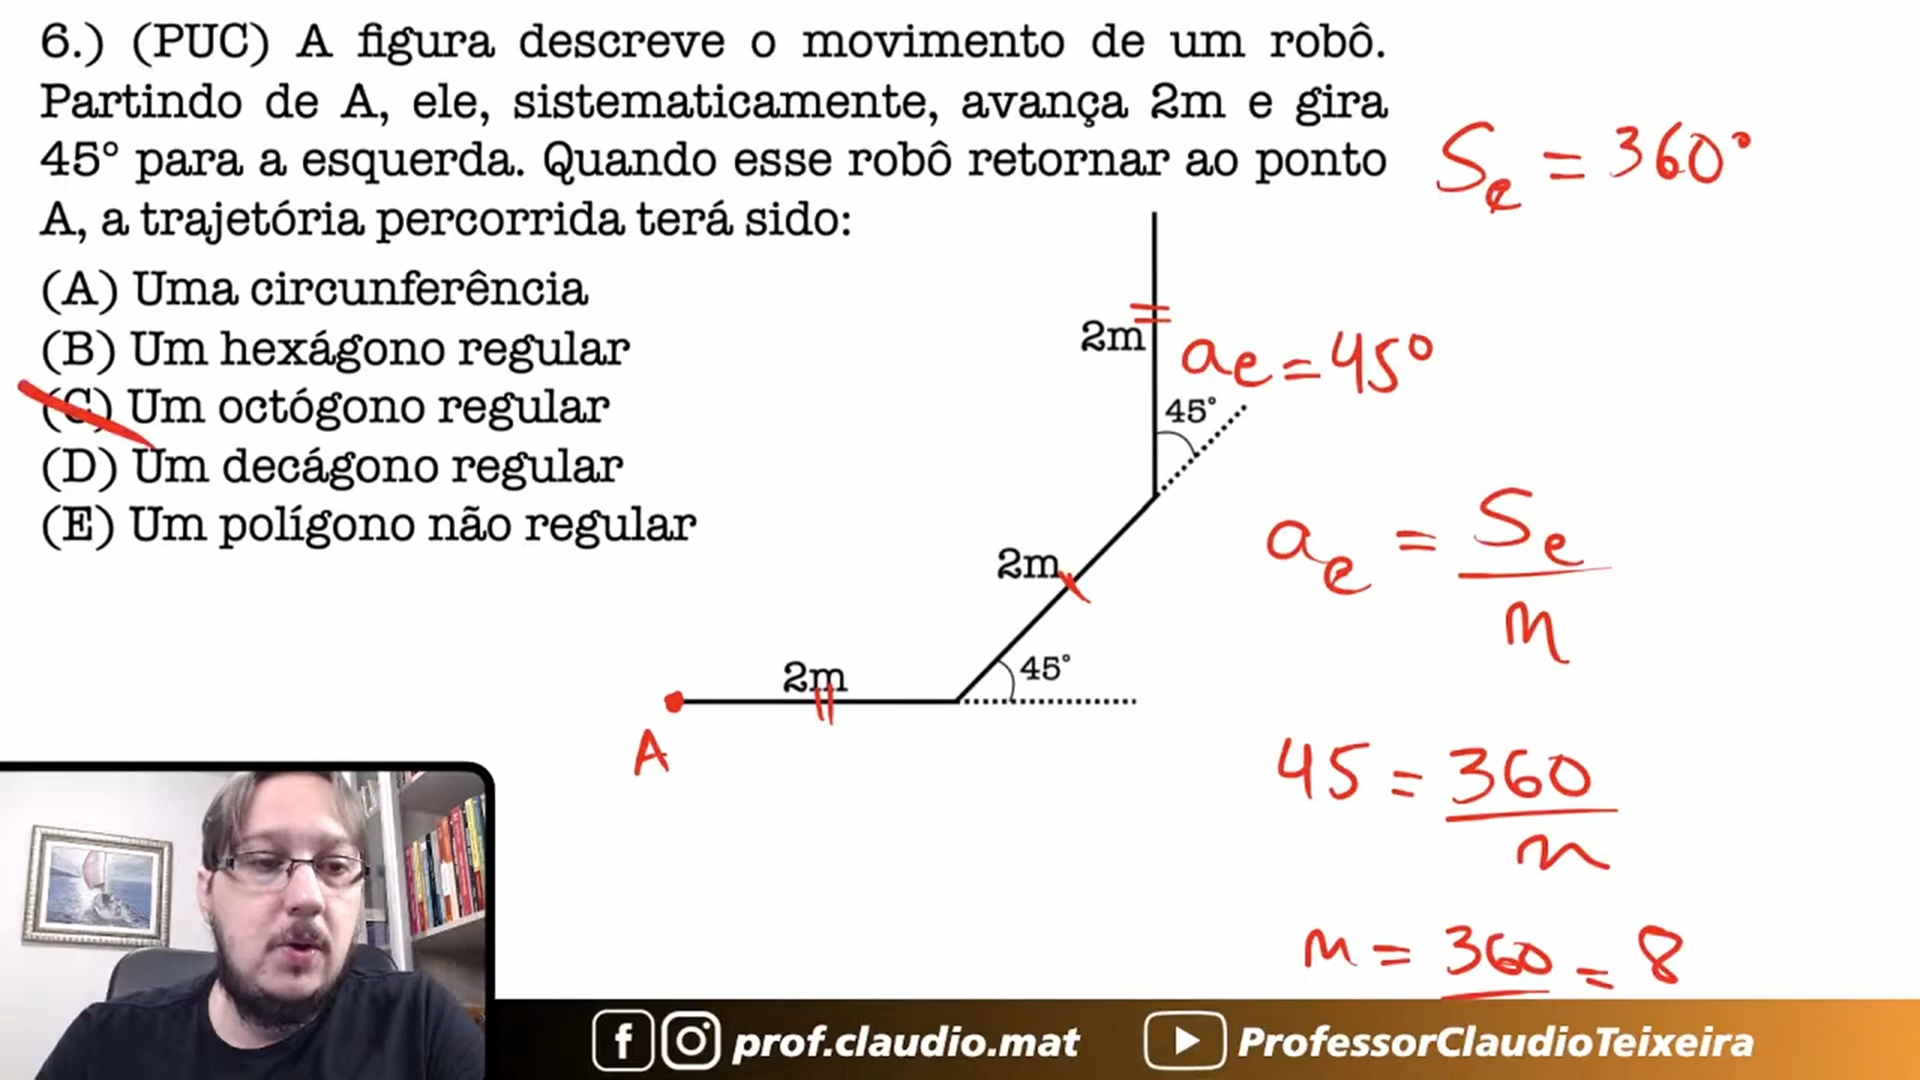 6.) (PUC) A figura descreve o movimento de um robô.
Partindo de A, ele, sistematicamente, avança 2m e gira
45° para a esquerda. Quando esse robô retornar ao ponto
A, a trajetória percorrida terá sido:
(A) Uma circunferência
(B) Um hexágono regular
(C) Um octógono regular
(D) Um decágono regular
(E) Um polígono não regular
Se = 360°
2m
ae = 45°
45°
2m
ae = Se/n
2m
45°
A
45 = 360/n
n = 360 = 8
prof.claudio.mat
ProfessorClaudioTeixeira